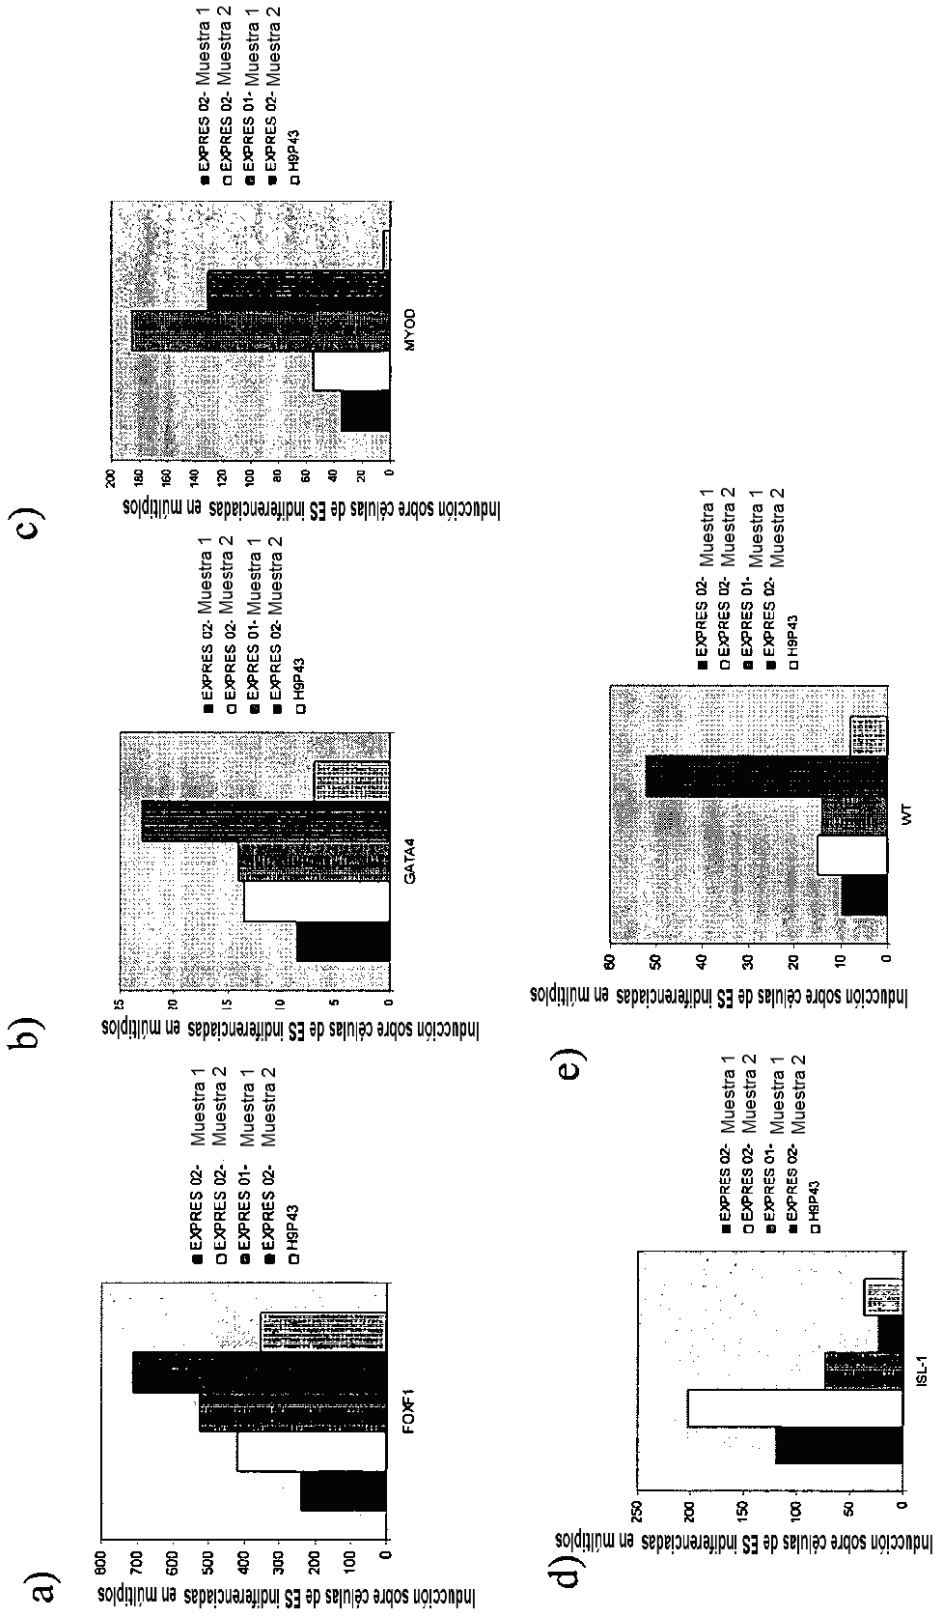 a)
Inducción sobre células de ES indiferenciadas en múltiplos
800
700
600
500
400
300
200
100
0
FOXF1
EXPRES 02- Muestra 1
EXPRES 02- Muestra 2
EXPRES 01- Muestra 1
EXPRES 02- Muestra 2
H9P43
b)
Inducción sobre células de ES indiferenciadas en múltiplos
25
20
15
10
5
0
GATA4
EXPRES 02- Muestra 1
EXPRES 02- Muestra 2
EXPRES 01- Muestra 1
EXPRES 02- Muestra 2
H9P43
c)
Inducción sobre células de ES indiferenciadas en múltiplos
200
180
160
140
120
100
80
60
40
20
0
MYOD
EXPRES 02- Muestra 1
EXPRES 02- Muestra 2
EXPRES 01- Muestra 1
EXPRES 02- Muestra 2
H9P43
d)
Inducción sobre células de ES indiferenciadas en múltiplos
250
200
150
100
50
0
ISL-1
EXPRES 02- Muestra 1
EXPRES 02- Muestra 2
EXPRES 01- Muestra 1
EXPRES 02- Muestra 2
H9P43
e)
Inducción sobre células de ES indiferenciadas en múltiplos
60
50
40
30
20
10
0
WT
EXPRES 02- Muestra 1
EXPRES 02- Muestra 2
EXPRES 01- Muestra 1
EXPRES 02- Muestra 2
H9P43